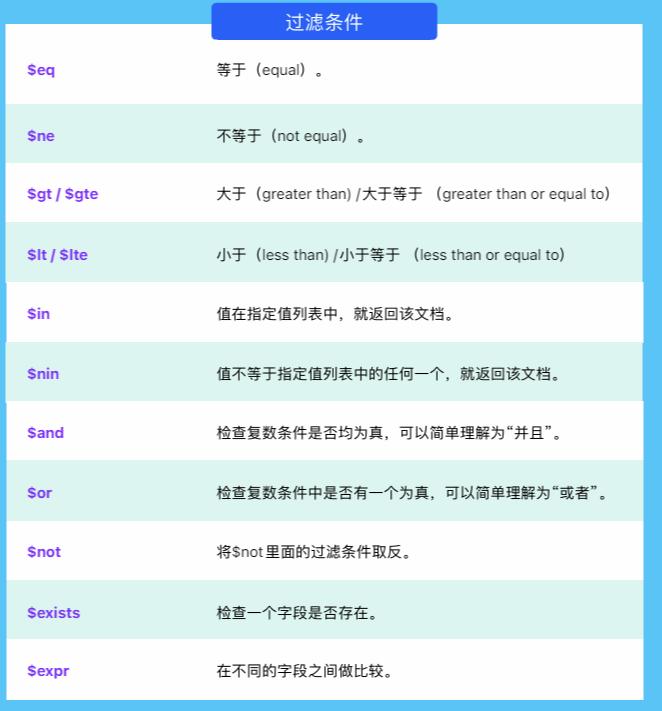 过滤条件
$eq 等于（equal）。
$ne 不等于（not equal）。
$gt / $gte 大于（greater than) /大于等于 （greater than or equal to）
$lt / $lte 小于（less than) /小于等于 （less than or equal to）
$in 值在指定值列表中，就返回该文档。
$nin 值不等于指定值列表中的任何一个，就返回该文档。
$and 检查复数条件是否均为真，可以简单理解为“并且”。
$or 检查复数条件中是否有一个为真，可以简单理解为“或者”。
$not 将$not里面的过滤条件取反。
$exists 检查一个字段是否存在。
$expr 在不同的字段之间做比较。